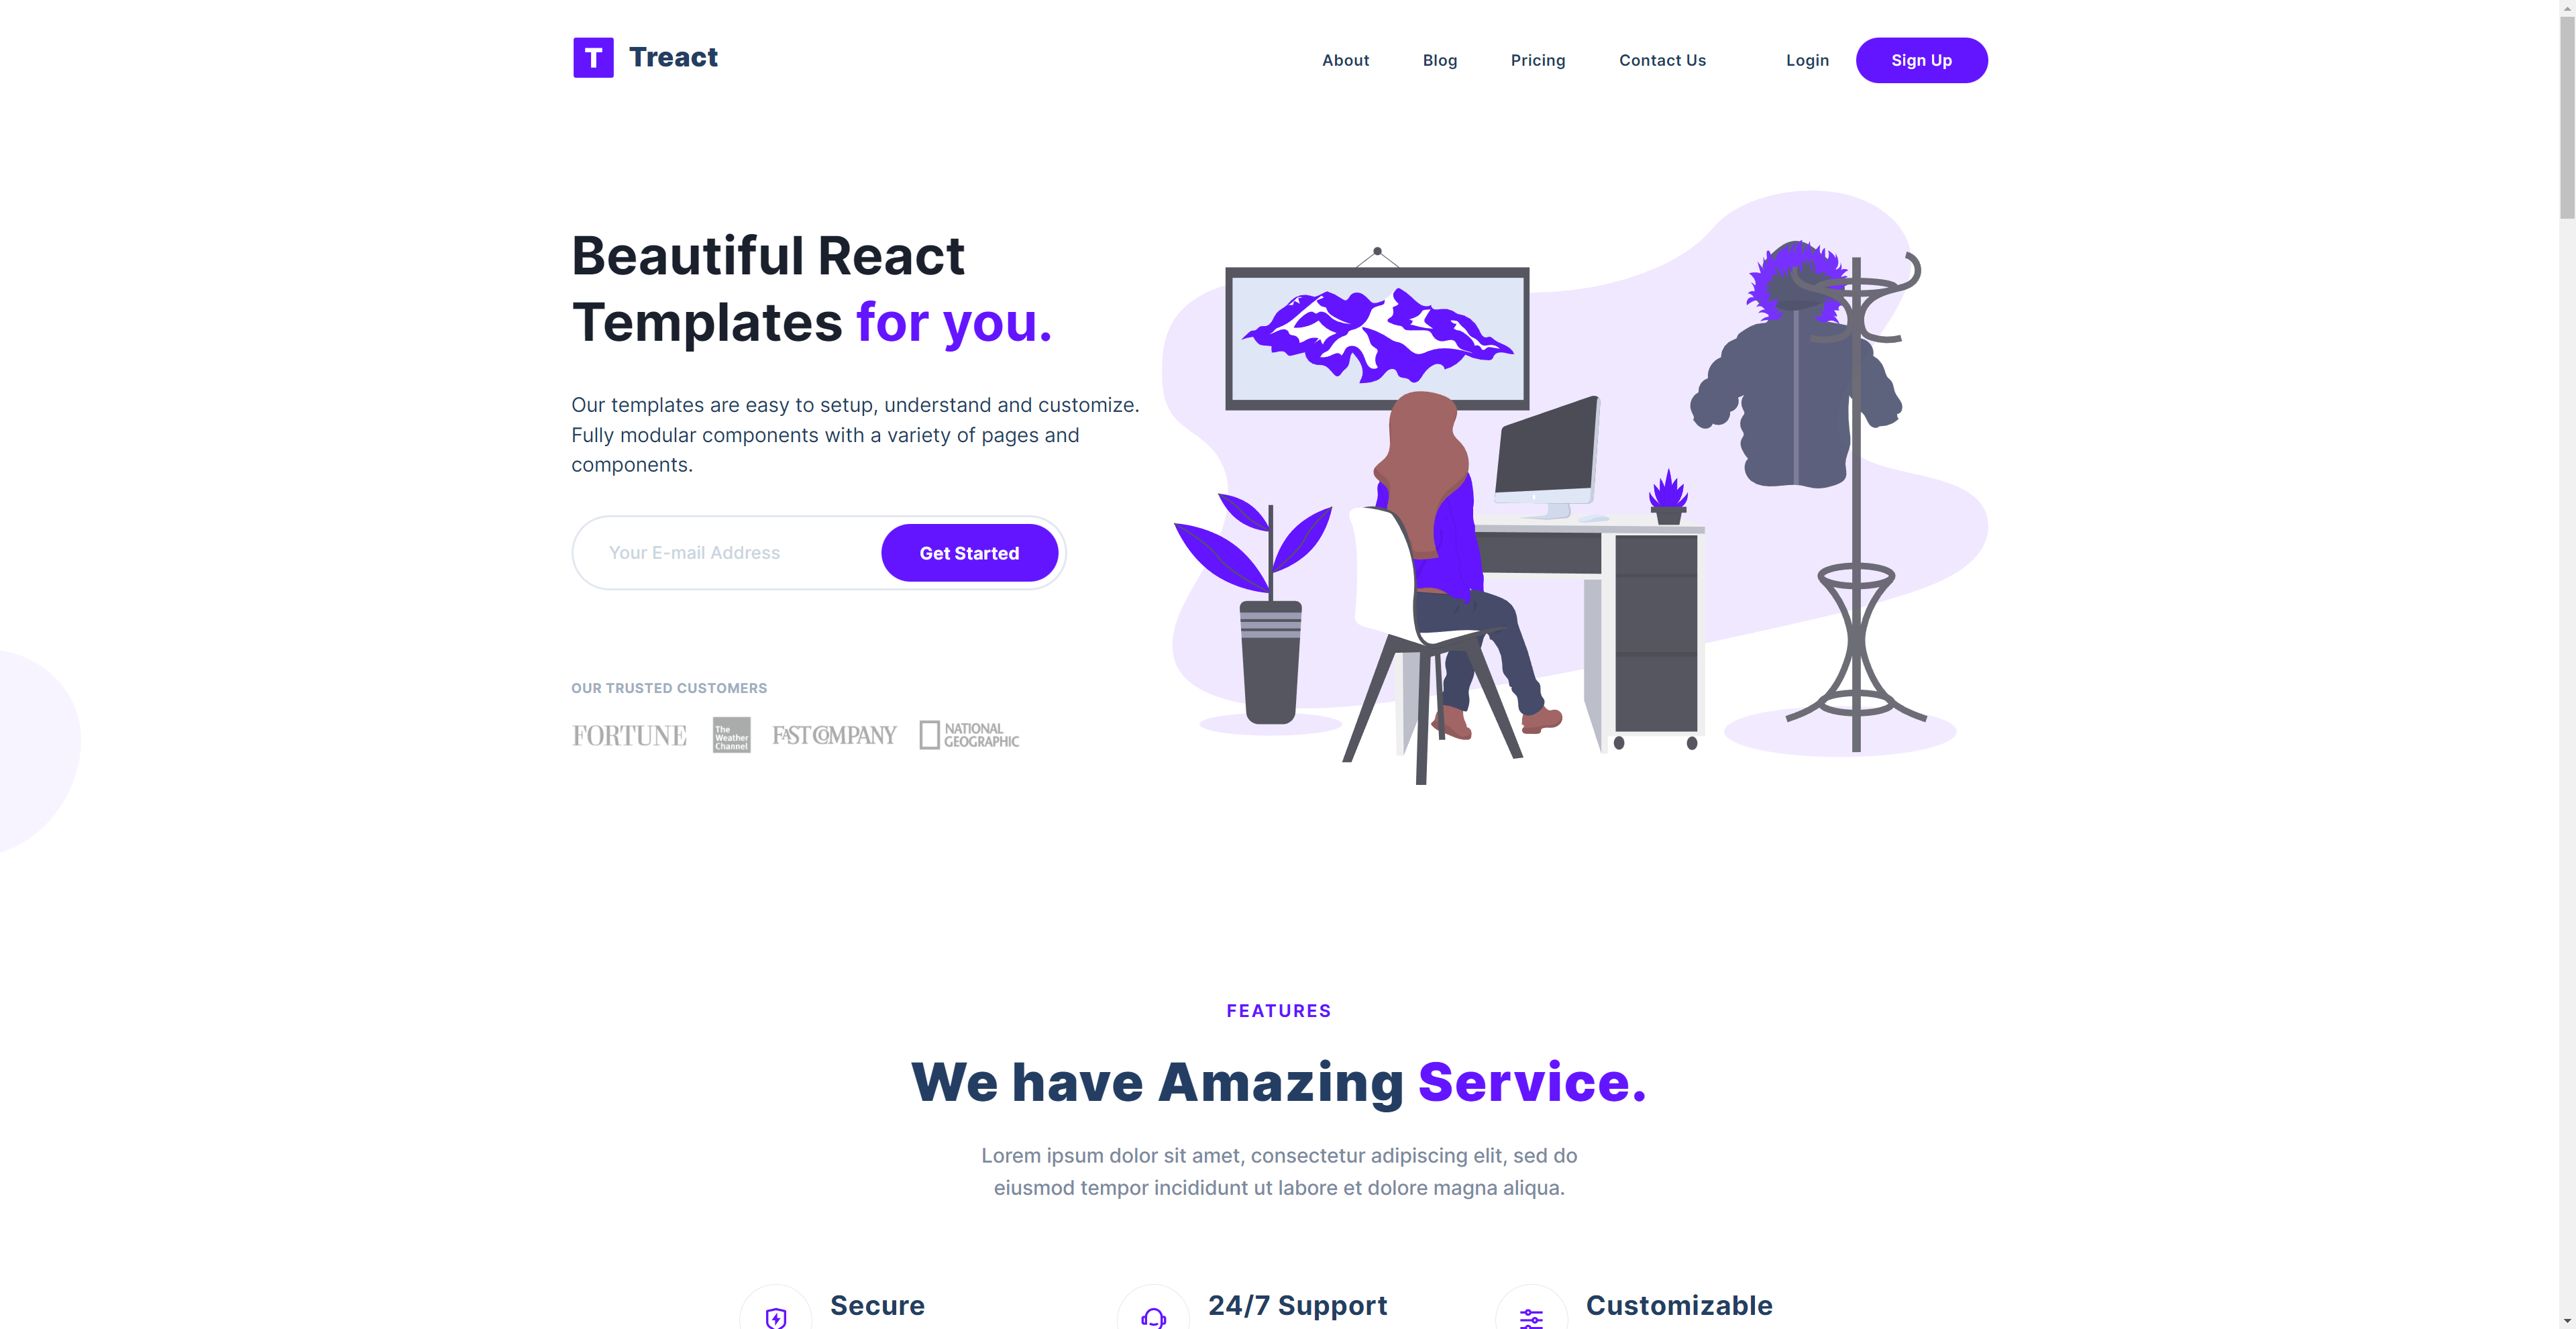 T Treact
About Blog Pricing Contact Us Login Sign Up
Beautiful React
Templates for you.
Our templates are easy to setup, understand and customize.
Fully modular components with a variety of pages and
components.
Your E-mail Address
Get Started
OUR TRUSTED CUSTOMERS
FORTUNE
The
Weather
Channel
FAST COMPANY
NATIONAL
GEOGRAPHIC
FEATURES
We have Amazing Service.
Lorem ipsum dolor sit amet, consectetur adipiscing elit, sed do
eiusmod tempor incididunt ut labore et dolore magna aliqua.
Secure
24/7 Support
Customizable